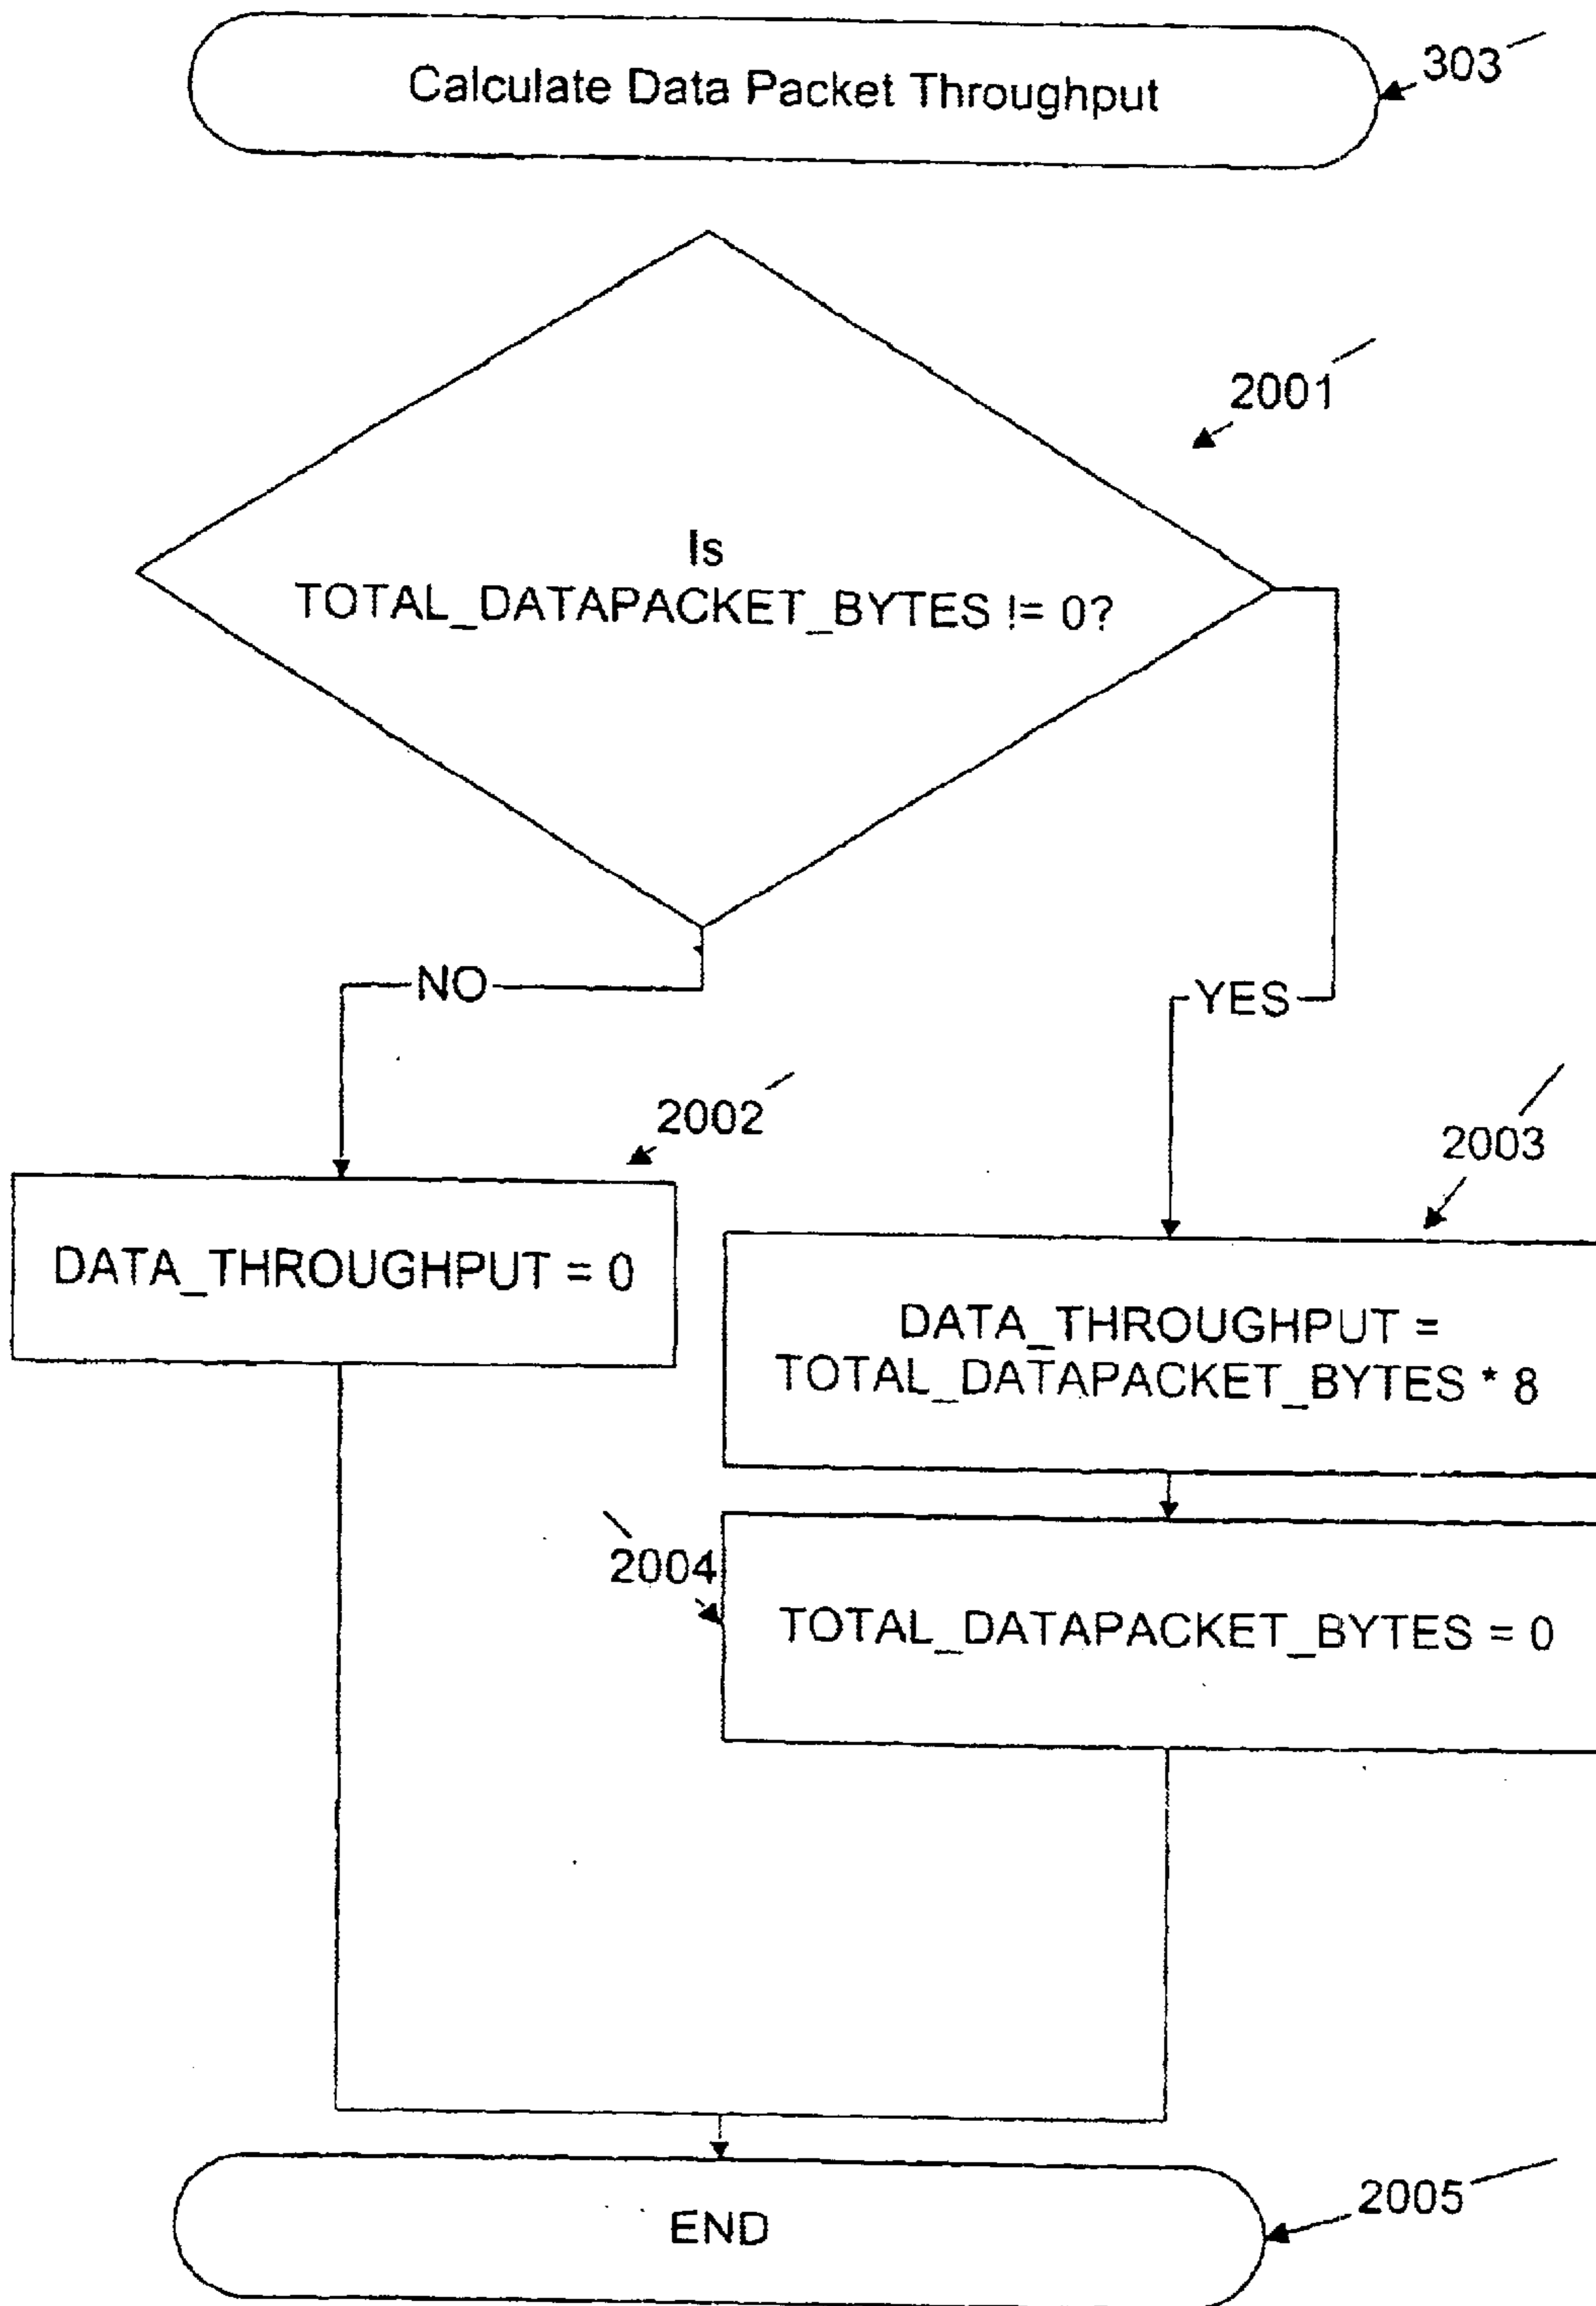 Calculate Data Packet Throughput
303
2001
Is
TOTAL_DATAPACKET_BYTES != 0?
NO
YES
2002
2003
DATA_THROUGHPUT = 0
DATA_THROUGHPUT =
TOTAL_DATAPACKET_BYTES * 8
2004
TOTAL_DATAPACKET_BYTES = 0
2005
END